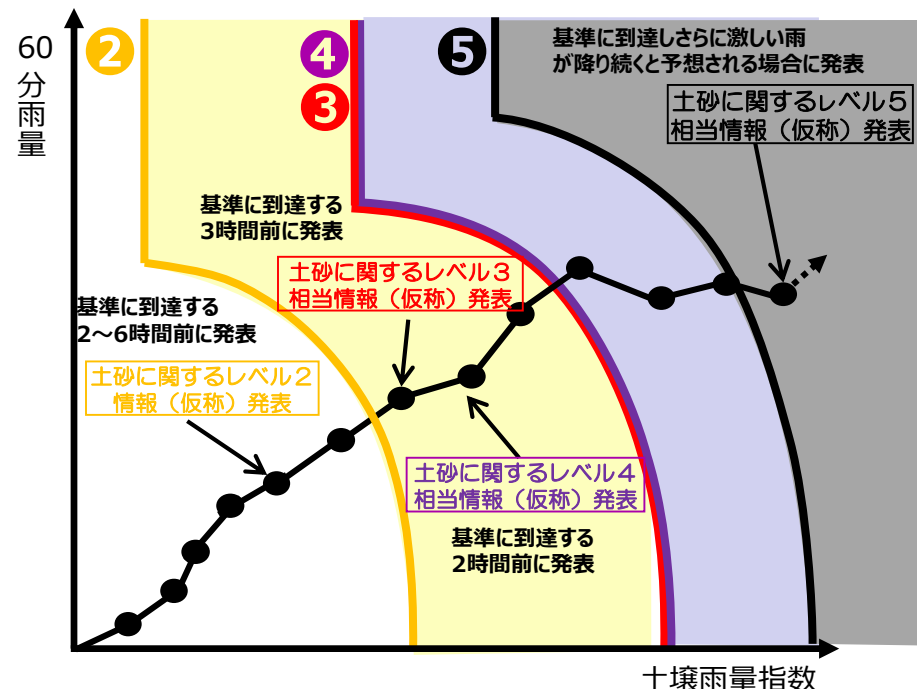 60
分
雨
量
❷
❹
❸
❺
基準に到達しさらに激しい雨
が降り続くと予想される場合に発表
土砂に関するレベル5
相当情報（仮称）発表
基準に到達する
3時間前に発表
土砂に関するレベル3
相当情報（仮称）発表
基準に到達する
2～6時間前に発表
土砂に関するレベル2
情報（仮称）発表
土砂に関するレベル4
相当情報（仮称）発表
基準に到達する
2時間前に発表
土壌雨量指数